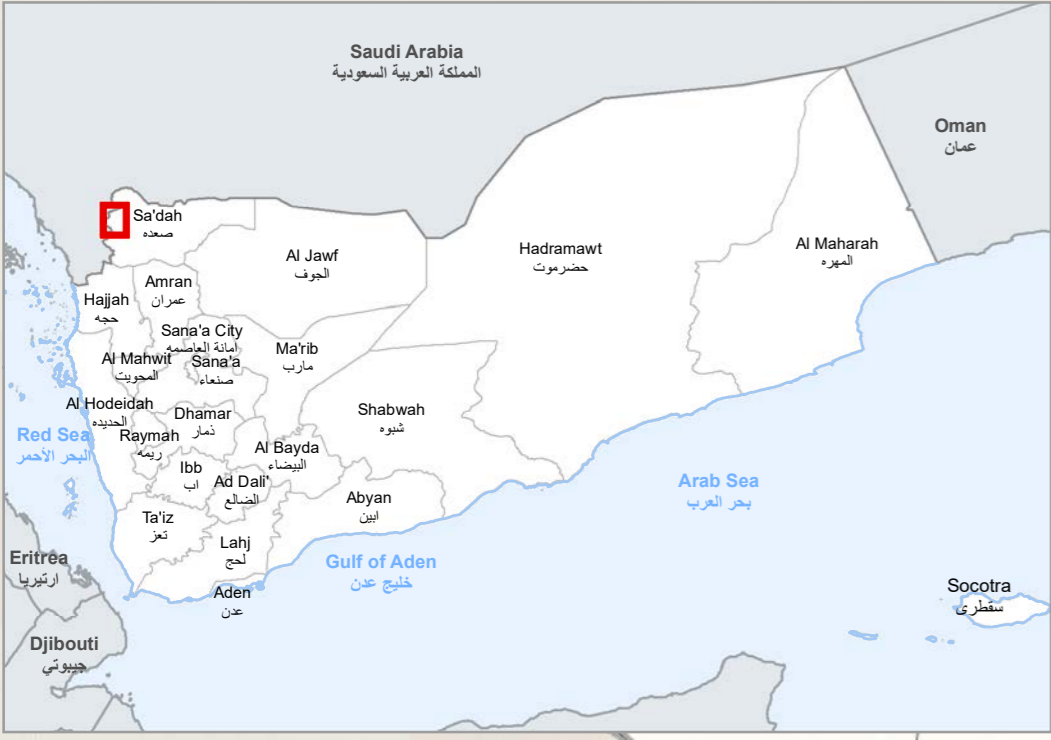 Saudi Arabia
المملكة العربية السعودية
Oman
عمان
Sa'dah
صعده
Al Jawf
الجوف
Hadramawt
حضرموت
Al Maharah
المهره
Amran
عمران
Hajjah
حجه
Sana'a City
امانة العاصمه
Ma'rib
مارب
Al Mahwit
المحويت
Sana'a
صنعاء
Al Hodeidah
الحديده
Dhamar
ذمار
Shabwah
شبوه
Red Sea
البحر الأحمر
Raymah
ريمه
Al Bayda
البيضاء
Ibb
اب
Ad Dali'
الضالع
Arab Sea
بحر العرب
Abyan
ابين
Ta'iz
تعز
Lahj
لحج
Eritrea
ارتيريا
Gulf of Aden
خليج عدن
Aden
عدن
Socotra
سقطرى
Djibouti
جيبوتي